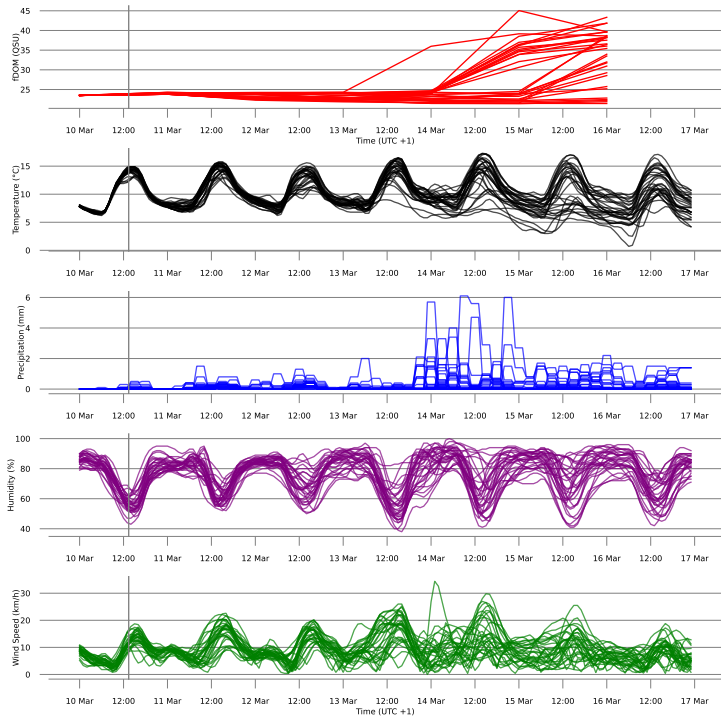 fDOM (QSU)
45
40
35
30
25
10 Mar 12:00 11 Mar 12:00 12 Mar 12:00 13 Mar 12:00 14 Mar 12:00 15 Mar 12:00 16 Mar 12:00 17 Mar
Time (UTC +1)
Temperature (°C)
15
10
5
0
10 Mar 12:00 11 Mar 12:00 12 Mar 12:00 13 Mar 12:00 14 Mar 12:00 15 Mar 12:00 16 Mar 12:00 17 Mar
Precipitation (mm)
6
4
2
0
10 Mar 12:00 11 Mar 12:00 12 Mar 12:00 13 Mar 12:00 14 Mar 12:00 15 Mar 12:00 16 Mar 12:00 17 Mar
Humidity (%)
100
80
60
40
10 Mar 12:00 11 Mar 12:00 12 Mar 12:00 13 Mar 12:00 14 Mar 12:00 15 Mar 12:00 16 Mar 12:00 17 Mar
Wind Speed (km/h)
30
20
10
0
10 Mar 12:00 11 Mar 12:00 12 Mar 12:00 13 Mar 12:00 14 Mar 12:00 15 Mar 12:00 16 Mar 12:00 17 Mar
Time (UTC +1)